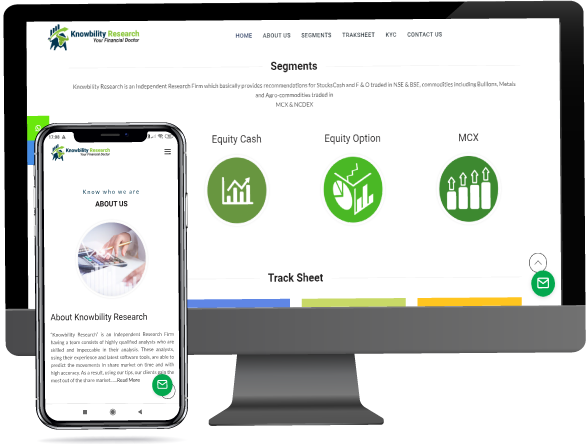 Knowbility Research
Your Financial Doctor
HOME ABOUT US SEGMENTS TRAKSHEET KYC CONTACT US
Segments
Knowbility Research is an Independent Research Firm which basically provides recommendations for Stocks Cash and F & O traded in NSE & BSE, commodities including Bullions, Metals
and Agro-commodities traded in
MCX & NCDEX
Equity Cash
Equity Option
MCX
Track Sheet
17:08
Knowbility Research
Your Financial Doctor
Know who we are
ABOUT US
About Knowbility Research
"Knowbility Research" is an Independent Research Firm
having a team consists of highly qualified analysts who are
skilled and impeccable in their analysis. These analysts,
using their experience and latest software tools, are able to
predict the movements in share market on time and with
high accuracy. As a result, using our tips, our clients the
most out of the share market.....Read More